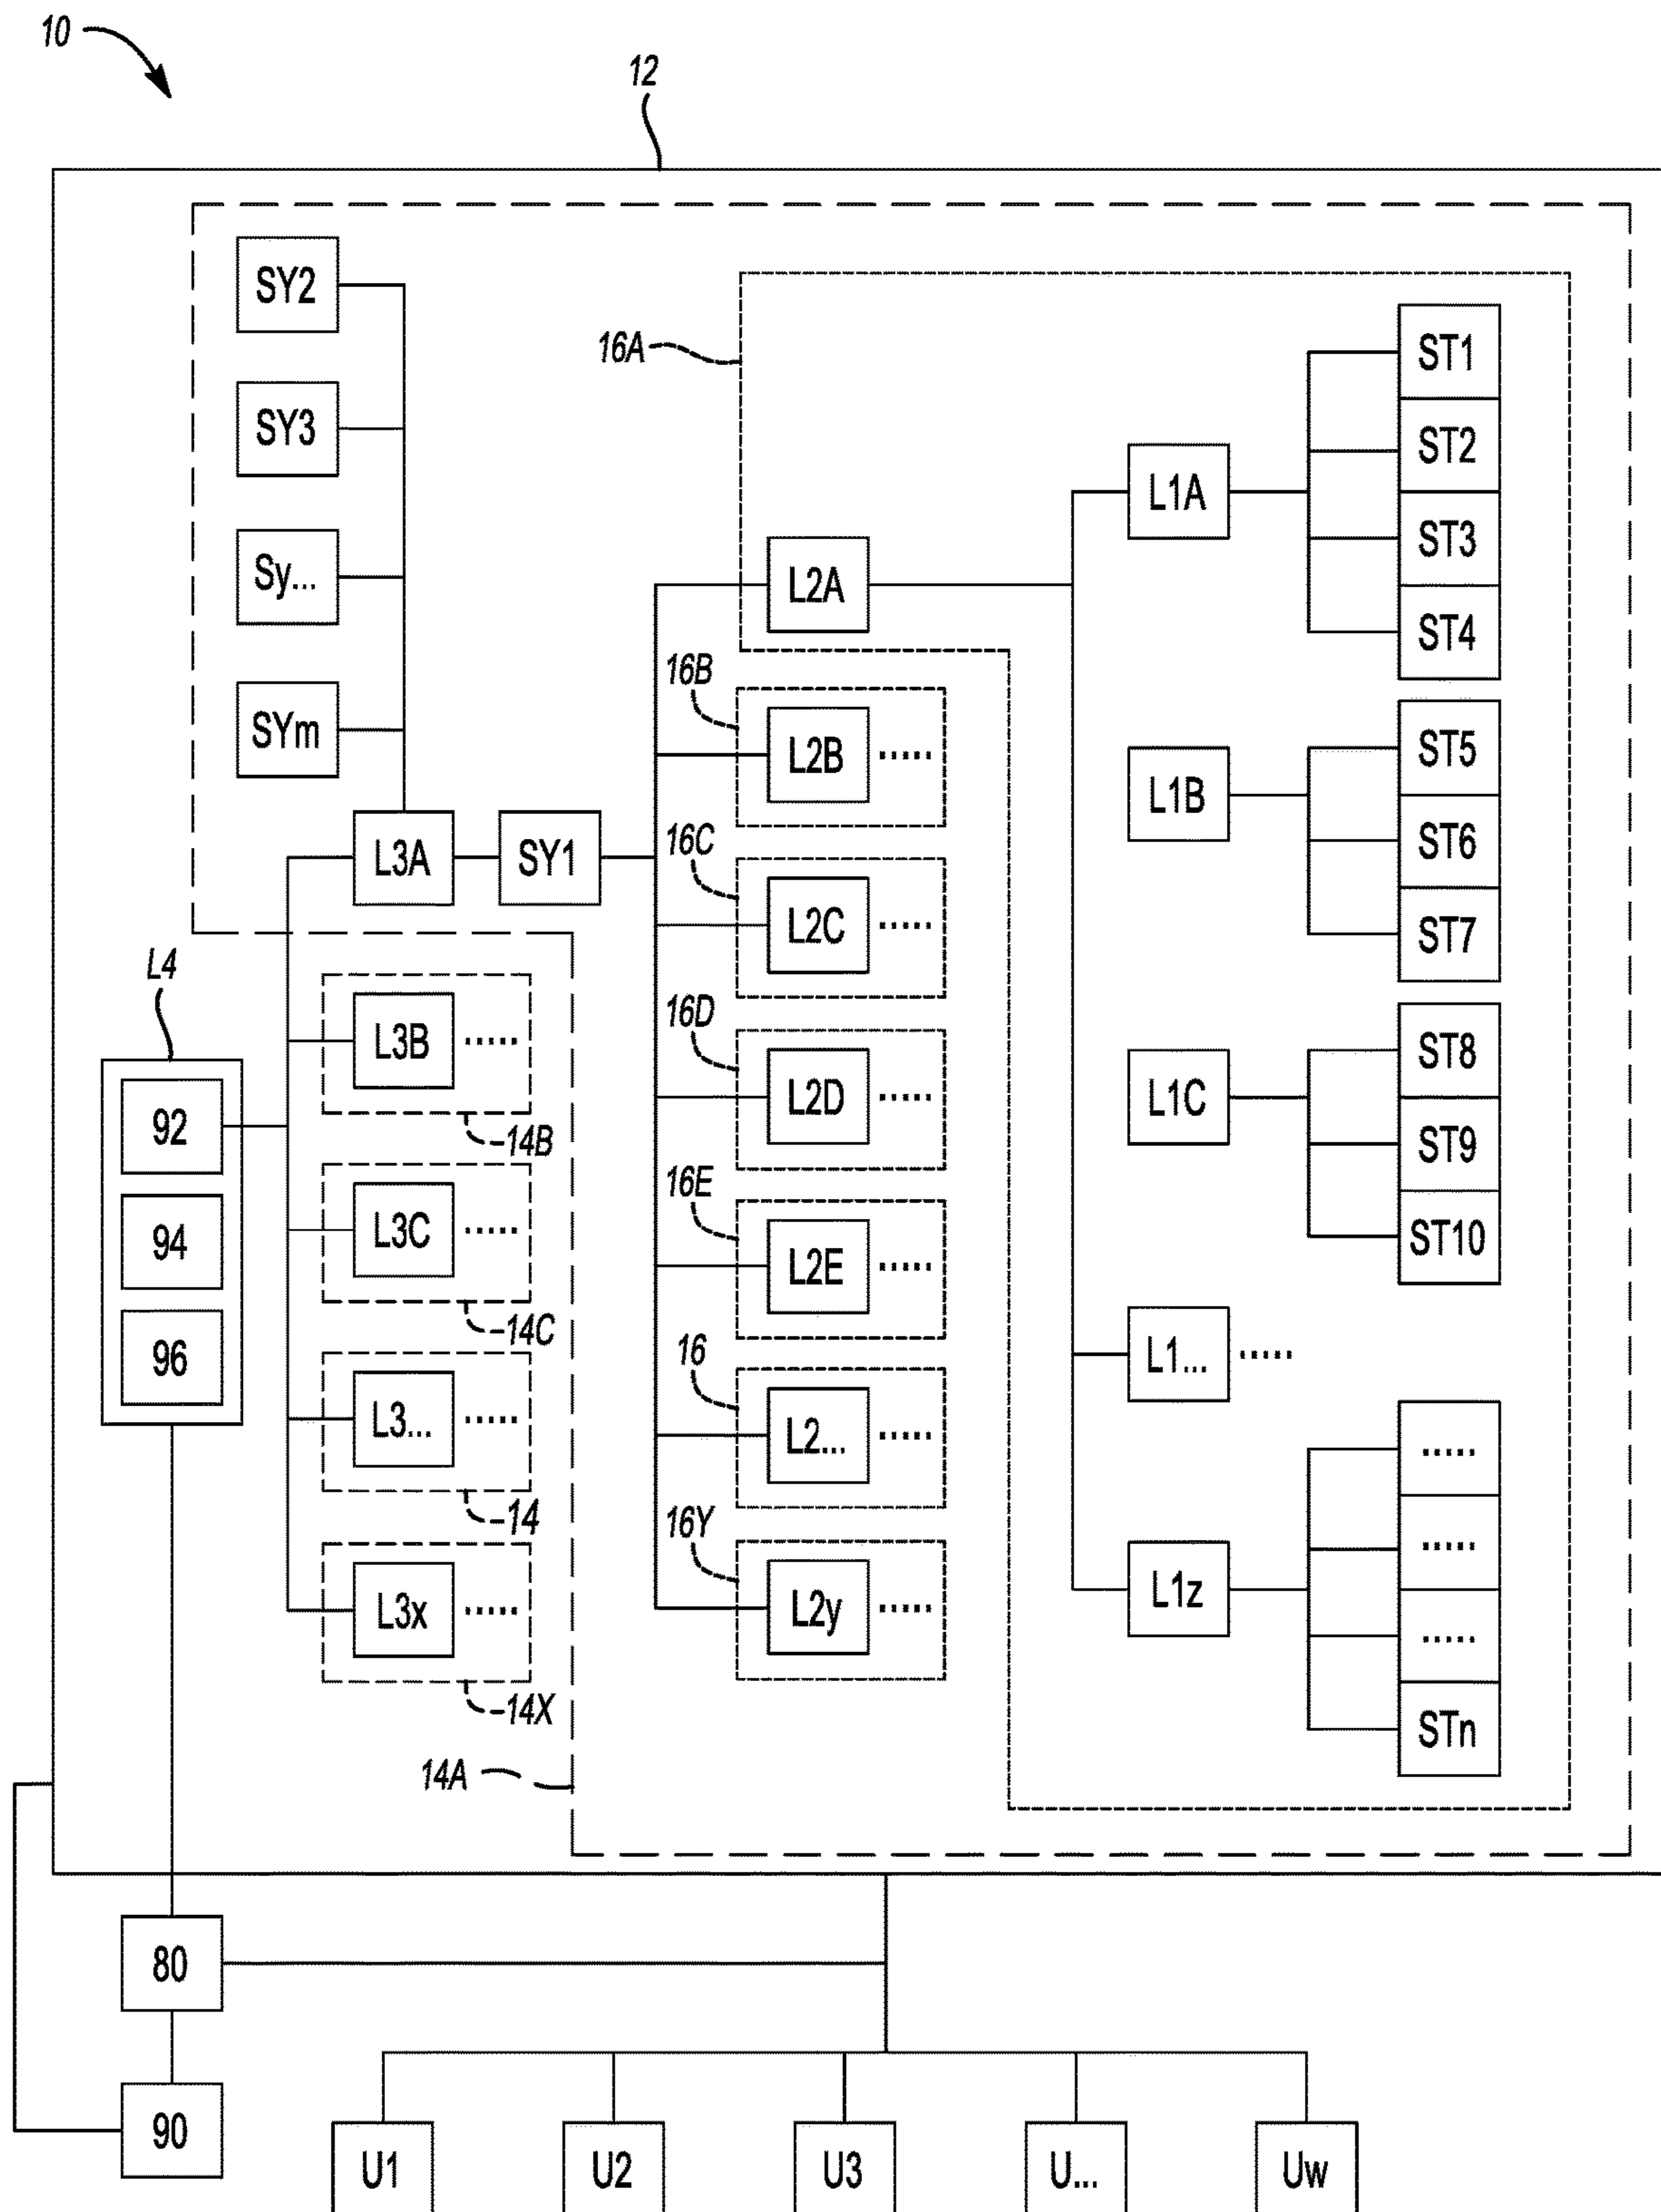 10
12
SY2
SY3
Sy...
SYm
L3A
SY1
16A
L2A
16B
L2B .....
16C
L2C .....
16D
L2D .....
16E
L2E .....
16
L2... .....
16Y
L2y .....
L1A
ST1
ST2
ST3
ST4
L1B
ST5
ST6
ST7
L1C
ST8
ST9
ST10
L1... .....
L1z
.....
.....
.....
STn
L4
92
94
96
L3B .....
14B
L3C .....
14C
L3... .....
14
L3x .....
14X
14A
80
90
U1
U2
U3
U...
Uw